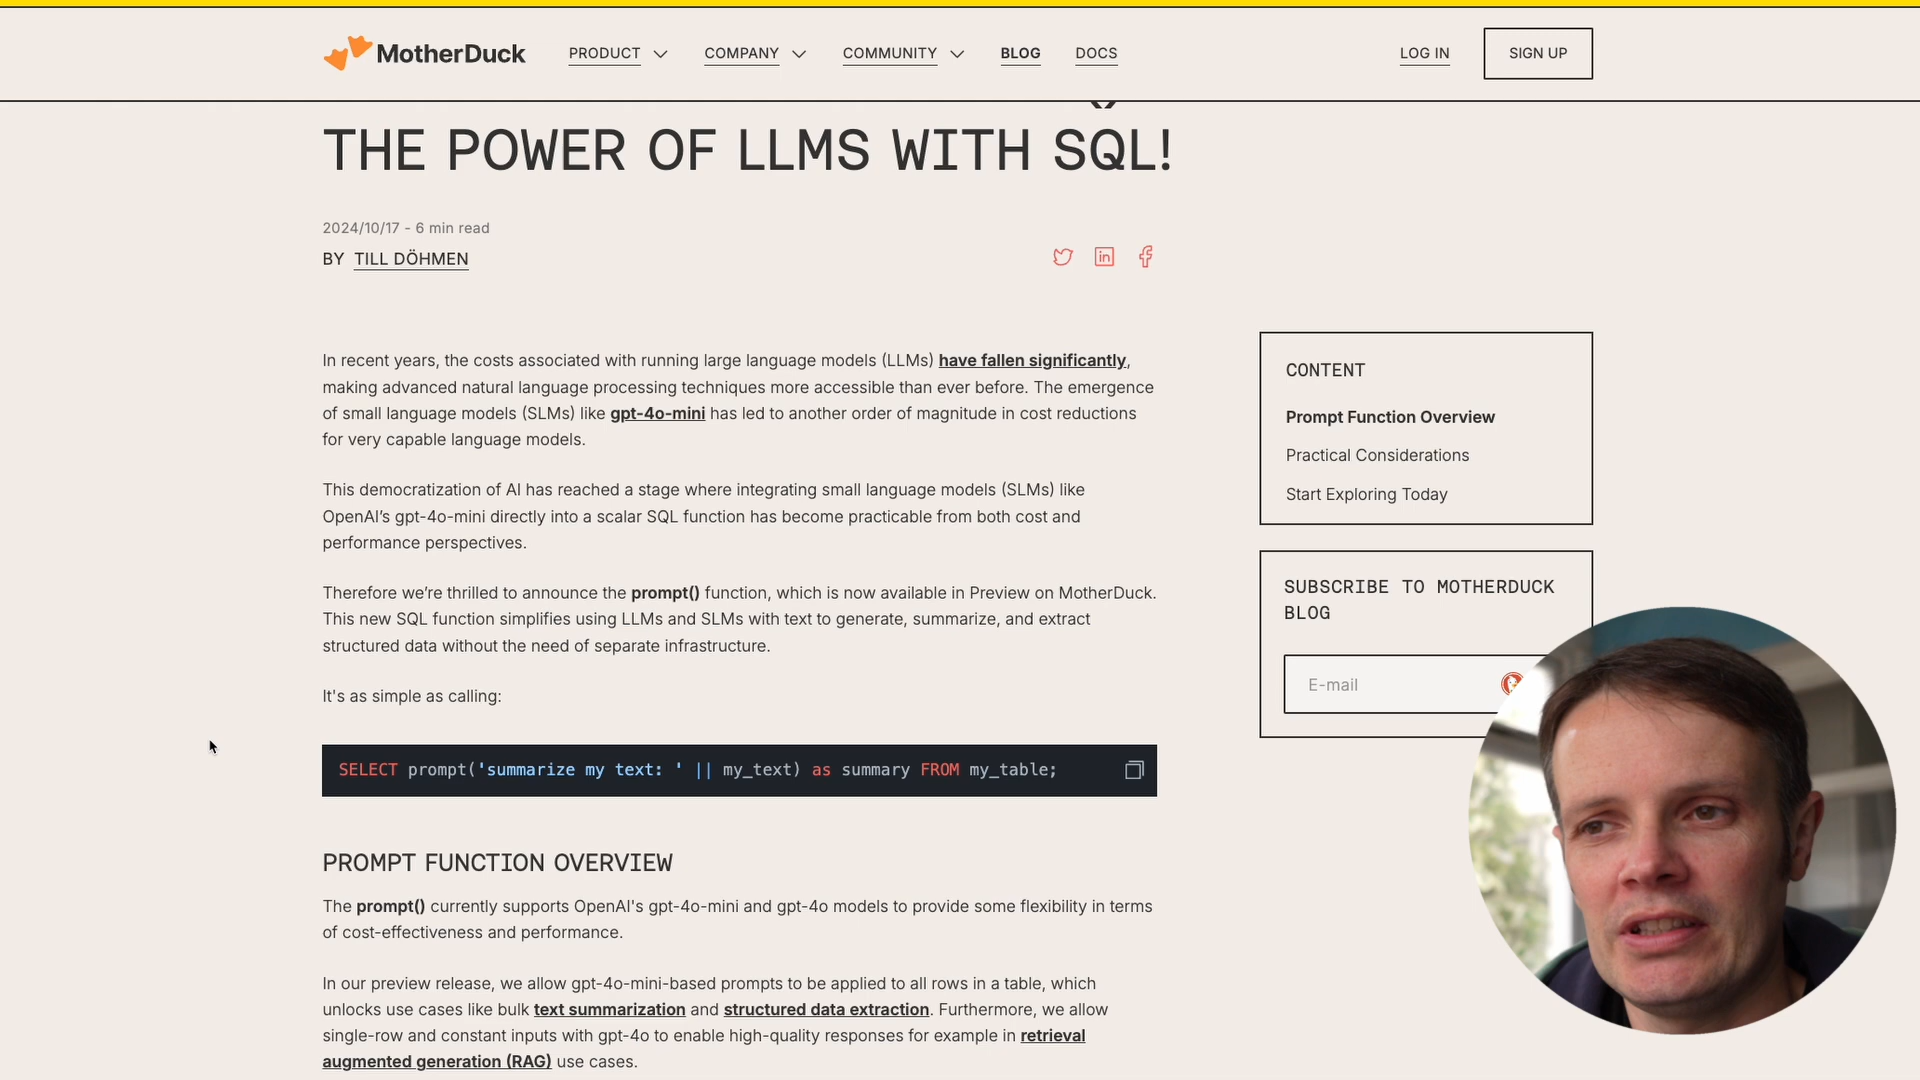 MotherDuck
PRODUCT
COMPANY
COMMUNITY
BLOG
DOCS
LOG IN
SIGN UP
THE POWER OF LLMS WITH SQL!
2024/10/17 - 6 min read
BY TILL DÖHMEN
In recent years, the costs associated with running large language models (LLMs) have fallen significantly,
making advanced natural language processing techniques more accessible than ever before. The emergence
of small language models (SLMs) like gpt-4o-mini has led to another order of magnitude in cost reductions
for very capable language models.
This democratization of AI has reached a stage where integrating small language models (SLMs) like
OpenAI’s gpt-4o-mini directly into a scalar SQL function has become practicable from both cost and
performance perspectives.
Therefore we’re thrilled to announce the prompt() function, which is now available in Preview on MotherDuck.
This new SQL function simplifies using LLMs and SLMs with text to generate, summarize, and extract
structured data without the need of separate infrastructure.
It's as simple as calling:
SELECT prompt('summarize my text: ' || my_text) as summary FROM my_table;
PROMPT FUNCTION OVERVIEW
The prompt() currently supports OpenAI's gpt-4o-mini and gpt-4o models to provide some flexibility in terms
of cost-effectiveness and performance.
In our preview release, we allow gpt-4o-mini-based prompts to be applied to all rows in a table, which
unlocks use cases like bulk text summarization and structured data extraction. Furthermore, we allow
single-row and constant inputs with gpt-4o to enable high-quality responses for example in retrieval
augmented generation (RAG) use cases.
CONTENT
Prompt Function Overview
Practical Considerations
Start Exploring Today
SUBSCRIBE TO MOTHERDUCK
BLOG
E-mail